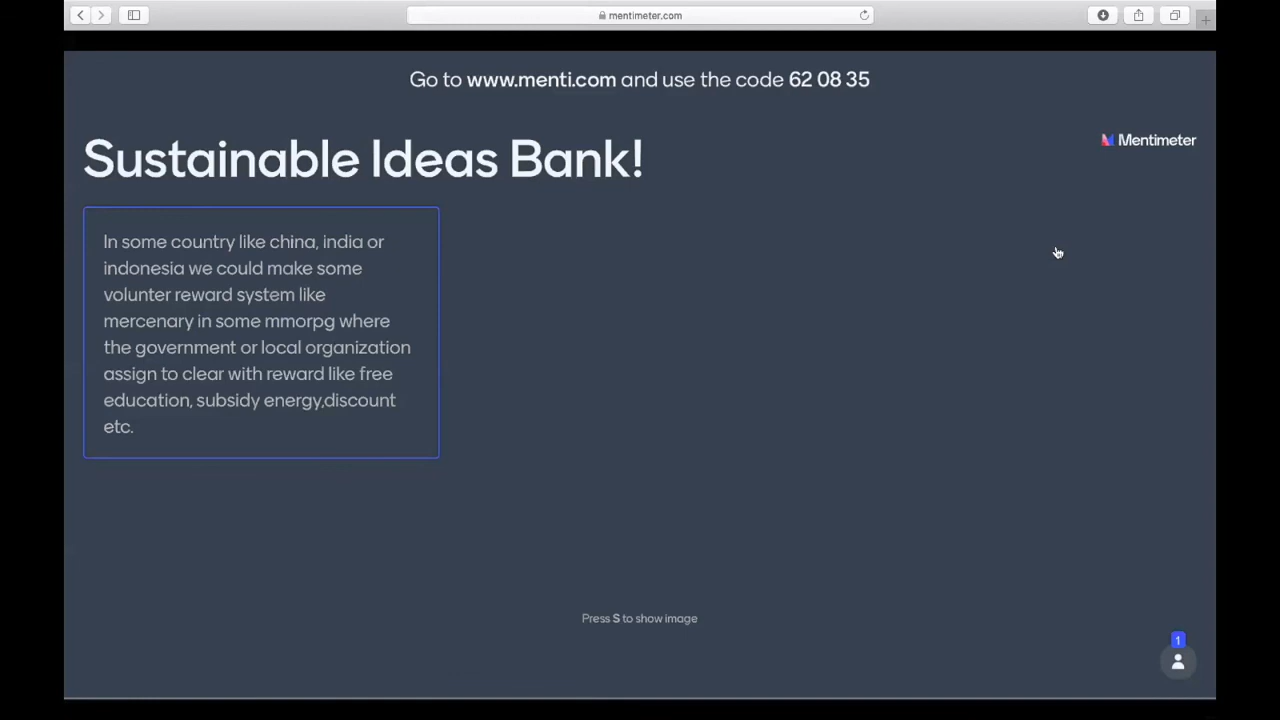 mentimeter.com
Go to www.menti.com and use the code 62 08 35
Mentimeter
Sustainable Ideas Bank!
In some country like china, india or
indonesia we could make some
volunter reward system like
mercenary in some mmorpg where
the government or local organization
assign to clear with reward like free
education, subsidy energy,discount
etc.
Press S to show image
1